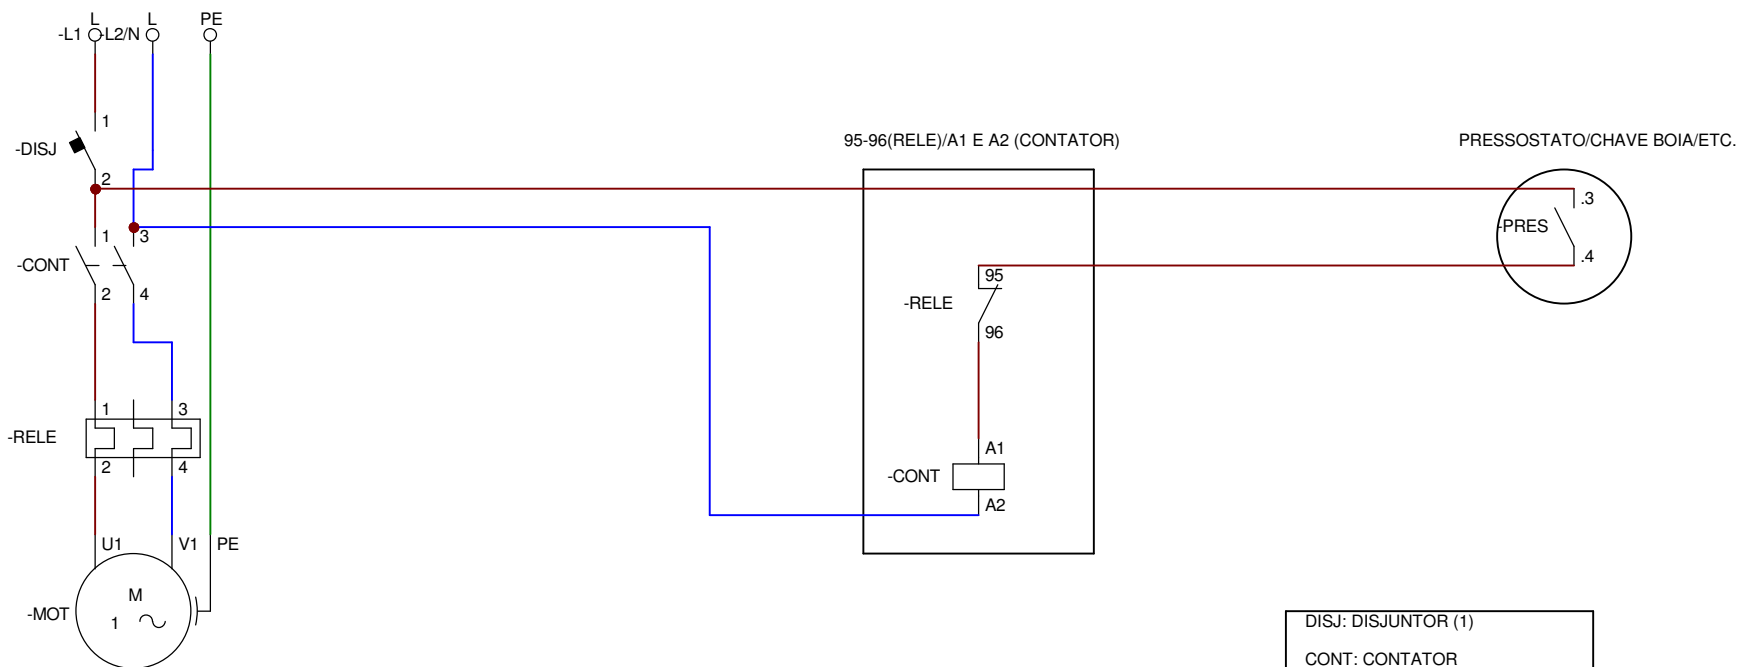 L L PE
-L1 -L2/N
1
-DISJ
2
95-96(RELE)/A1 E A2 (CONTATOR)
PRESSOSTATO/CHAVE BOIA/ETC.
.3
-PRES
.4
1 3
-CONT
2 4
95
-RELE
96
1 3
-RELE
2 4
A1
-CONT
A2
U1 V1 PE
M
-MOT
1
DISJ: DISJUNTOR (1)
CONT: CONTATOR